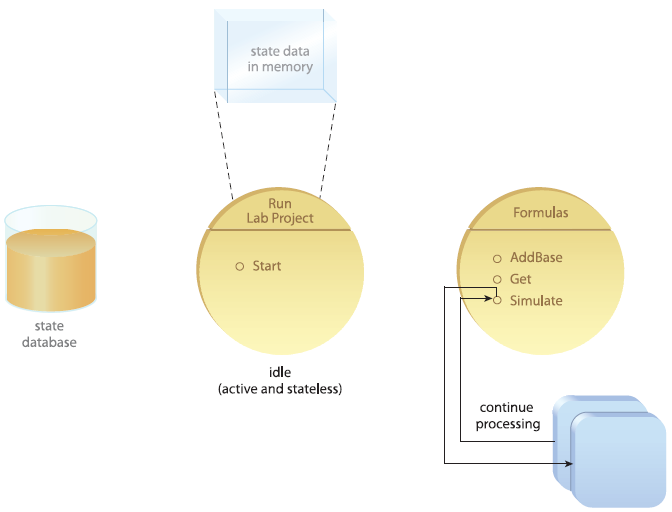 state data
in memory
Run
Lab Project
Start
Formulas
AddBase
Get
Simulate
state
database
idle
(active and stateless)
continue
processing